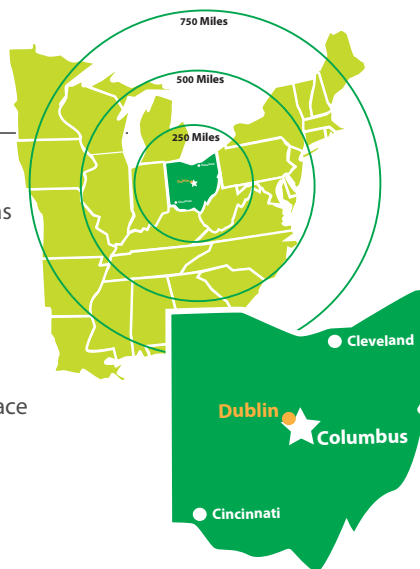 750 Miles
500 Miles
250 Miles
Cleveland
Dublin
Columbus
Cincinnati